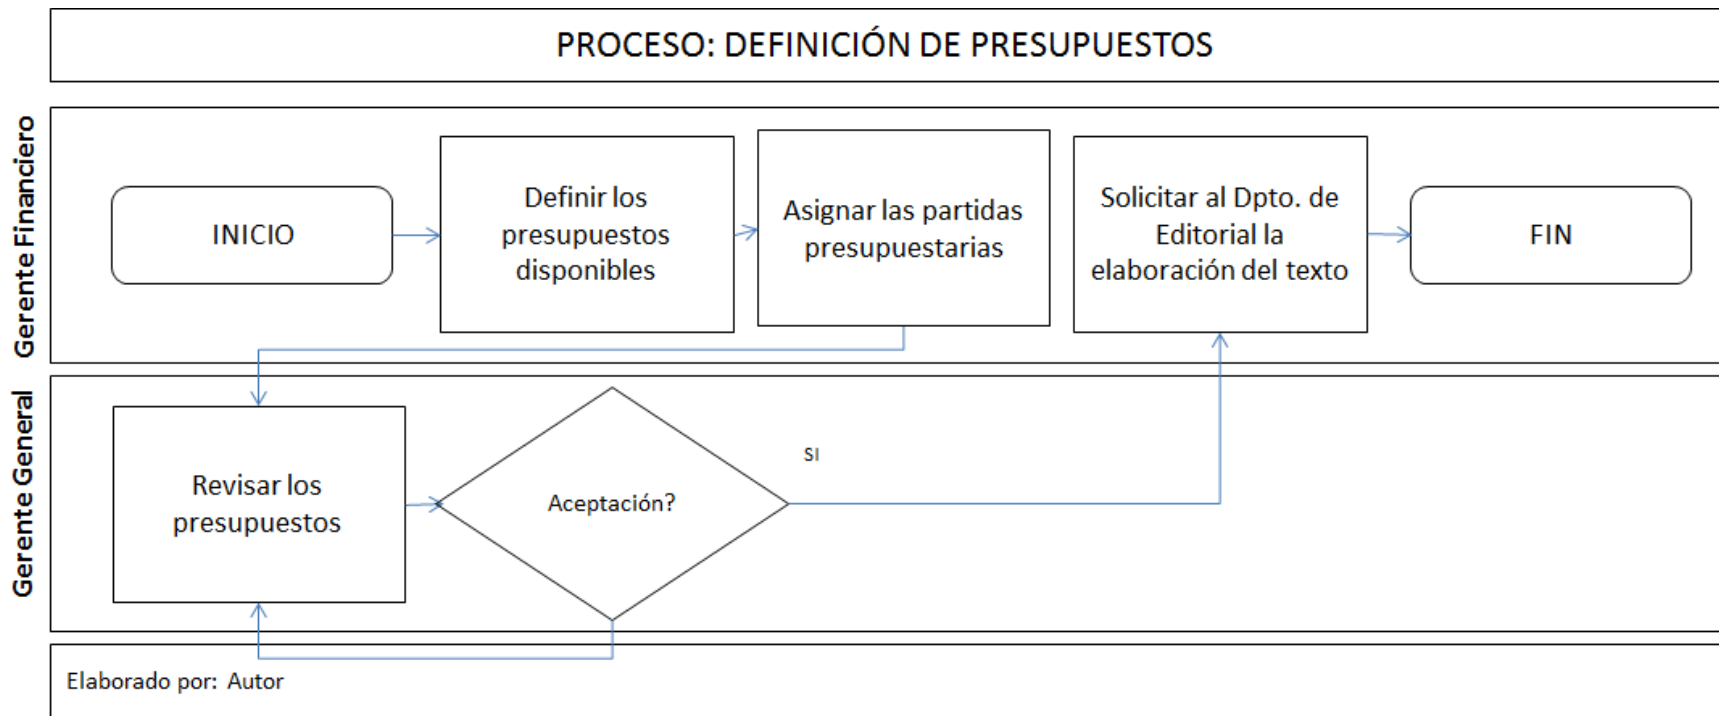 PROCESO: DEFINICIÓN DE PRESUPUESTOS
Gerente Financiero
INICIO
Definir los
presupuestos
disponibles
Asignar las partidas
presupuestarias
Solicitar al Dpto. de
Editorial la
elaboración del texto
FIN
Gerente General
Revisar los
presupuestos
Aceptación?
SI
Elaborado por: Autor